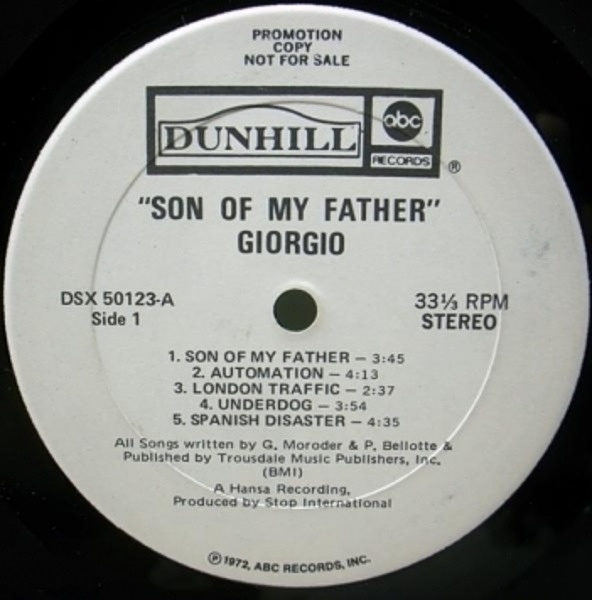 PROMOTION
COPY
NOT FOR SALE
DUNHILL
abc
RECORDS
®
"SON OF MY FATHER"
GIORGIO
DSX 50123-A
Side 1
33⅓ RPM
STEREO
1. SON OF MY FATHER – 3:45
2. AUTOMATION – 4:13
3. LONDON TRAFFIC – 2:37
4. UNDERDOG – 3:54
5. SPANISH DISASTER – 4:35
All Songs written by G. Moroder & P. Bellotte &
Published by Trousdale Music Publishers, Inc.
(BMI)
A Hansa Recording.
Produced by Stop International
℗ 1972, ABC RECORDS, INC.